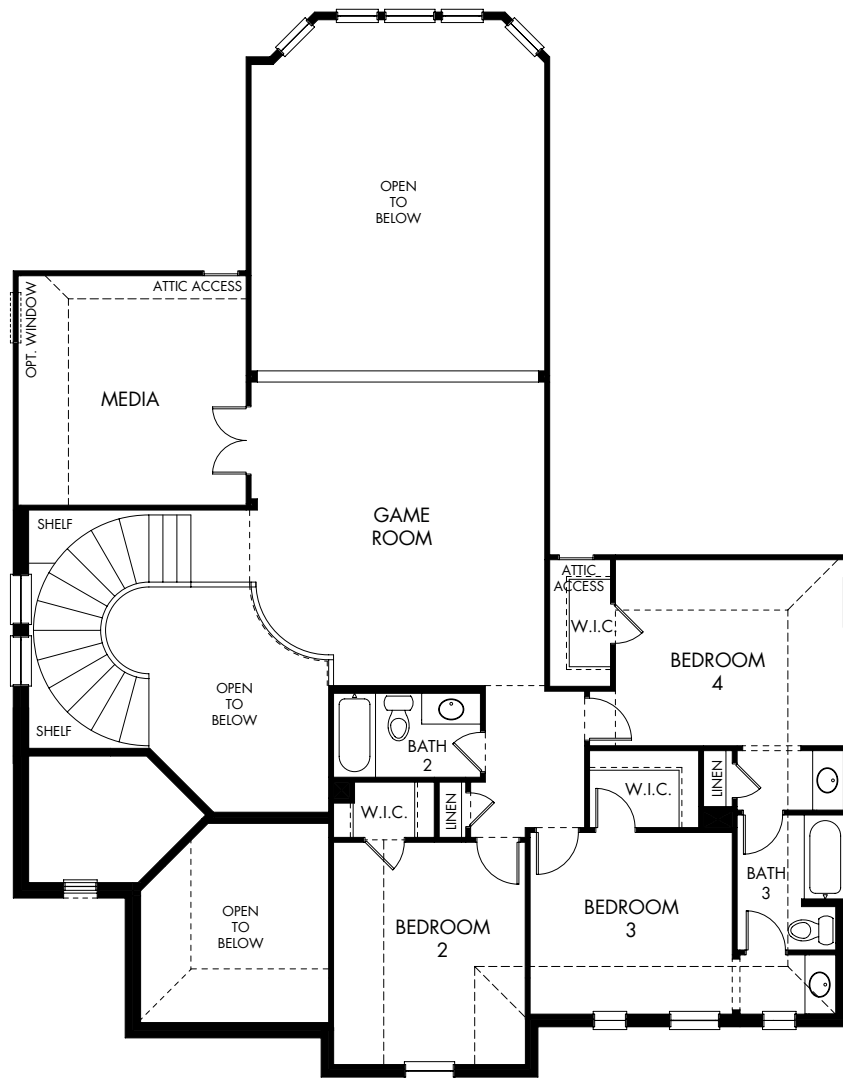 OPEN
TO
BELOW
ATTIC ACCESS
OPT. WINDOW
MEDIA
GAME
ROOM
SHELF
ATTIC
ACCESS
W.I.C.
BEDROOM
4
OPEN
TO
BELOW
SHELF
BATH
2
W.I.C.
LINEN
W.I.C.
LINEN
BATH
3
OPEN
TO
BELOW
BEDROOM
2
BEDROOM
3